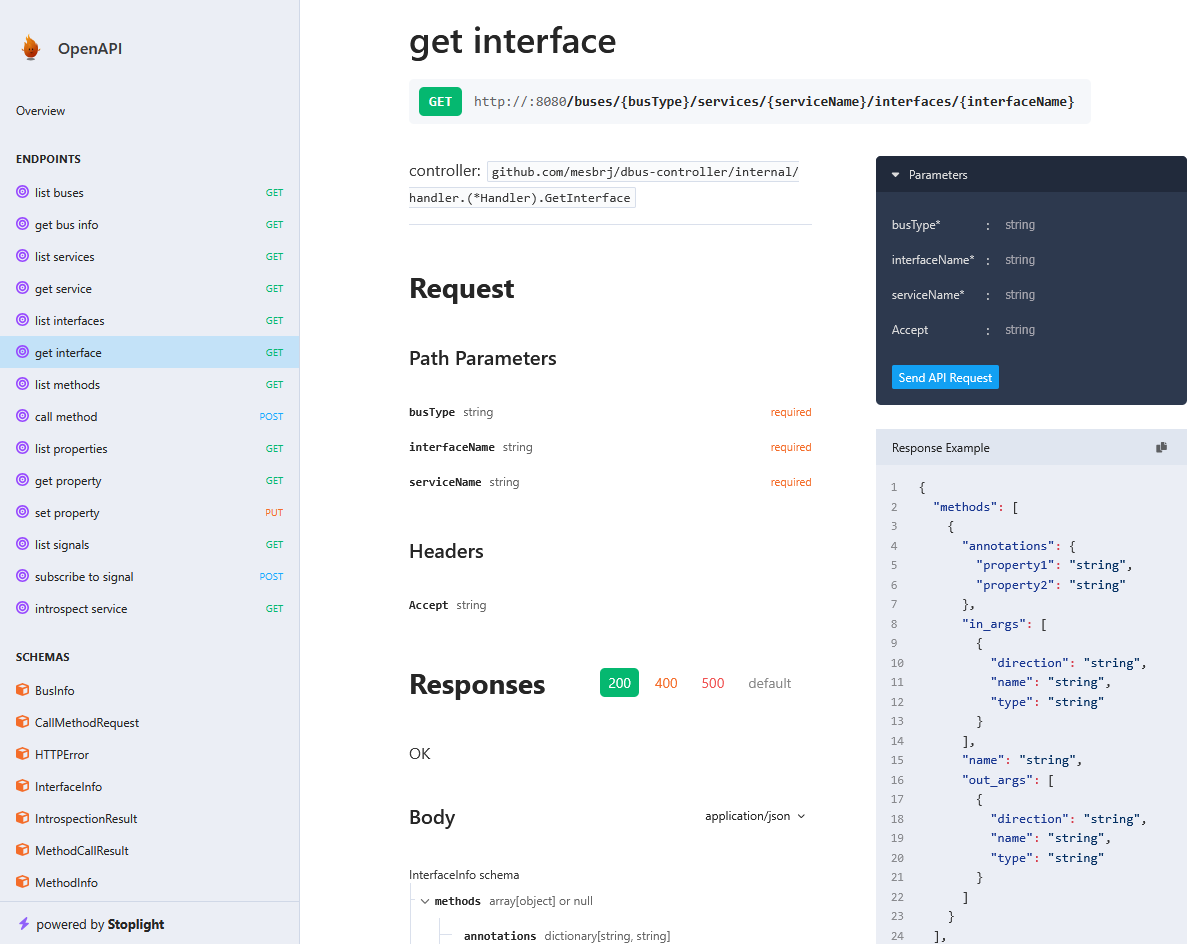 OpenAPI
Overview
ENDPOINTS
list buses GET
get bus info GET
list services GET
get service GET
list interfaces GET
get interface GET
list methods GET
call method POST
list properties GET
get property GET
set property PUT
list signals GET
subscribe to signal POST
introspect service GET
SCHEMAS
BusInfo
CallMethodRequest
HTTPError
InterfaceInfo
IntrospectionResult
MethodCallResult
MethodInfo
powered by Stoplight
get interface
GET http://:8080/buses/{busType}/services/{serviceName}/interfaces/{interfaceName}
controller: github.com/mesbrj/dbus-controller/internal/
handler.(*Handler).GetInterface
Request
Path Parameters
busType string required
interfaceName string required
serviceName string required
Headers
Accept string
Responses 200 400 500 default
OK
Body application/json
InterfaceInfo schema
methods array[object] or null
annotations dictionary[string, string]
Parameters
busType* : string
interfaceName* : string
serviceName* : string
Accept : string
Send API Request
Response Example
1 {
2 "methods": [
3 {
4 "annotations": {
5 "property1": "string",
6 "property2": "string"
7 },
8 "in_args": [
9 {
10 "direction": "string",
11 "name": "string",
12 "type": "string"
13 }
14 ],
15 "name": "string",
16 "out_args": [
17 {
18 "direction": "string",
19 "name": "string",
20 "type": "string"
21 }
22 ]
23 }
24 ],